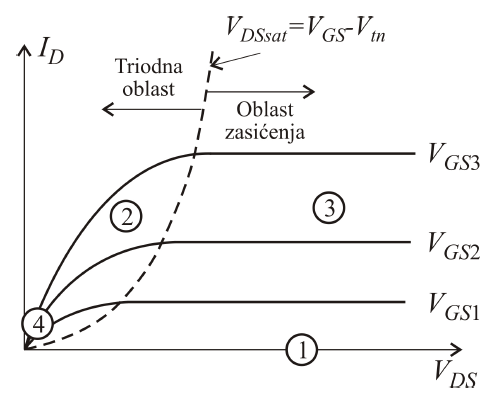 V_DSsat=V_GS-V_tn
I_D
Triodna
oblast
Oblast
zasićenja
V_GS3
2
3
V_GS2
V_GS1
4
1
V_DS